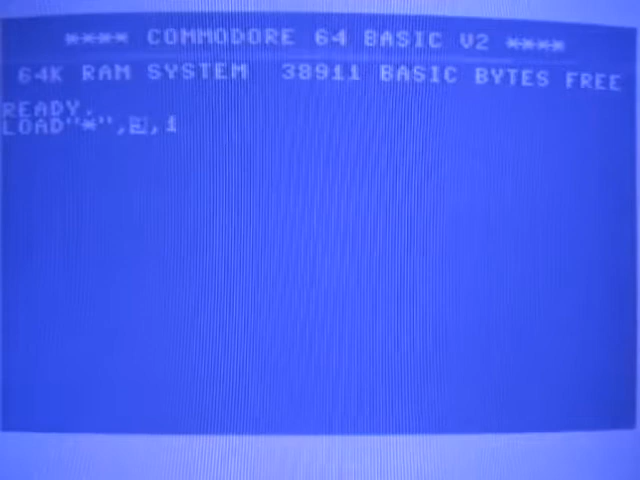 **** COMMODORE 64 BASIC V2 ****
64K RAM SYSTEM 38911 BASIC BYTES FREE
READY.
LOAD"*",8,1